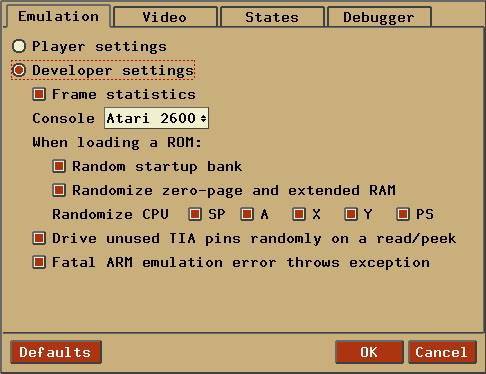 Emulation Video States Debugger
Player settings
Developer settings
Frame statistics
Console Atari 2600
When loading a ROM:
Random startup bank
Randomize zero-page and extended RAM
Randomize CPU SP A X Y PS
Drive unused TIA pins randomly on a read/peek
Fatal ARM emulation error throws exception
Defaults OK Cancel